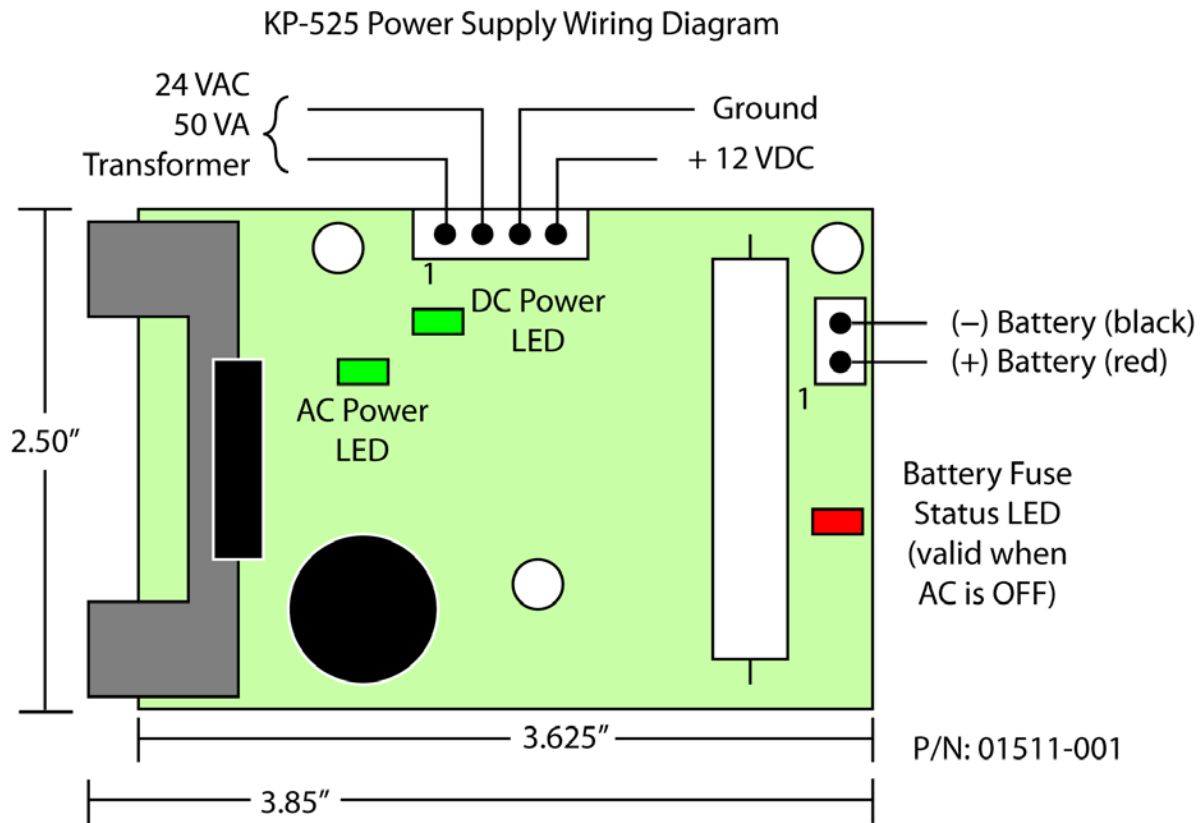 KP-525 Power Supply Wiring Diagram
24 VAC
50 VA
Transformer
Ground
+ 12 VDC
1
DC Power
LED
AC Power
LED
(−) Battery (black)
(+) Battery (red)
1
2.50″
Battery Fuse
Status LED
(valid when
AC is OFF)
3.625″
P/N: 01511-001
3.85″